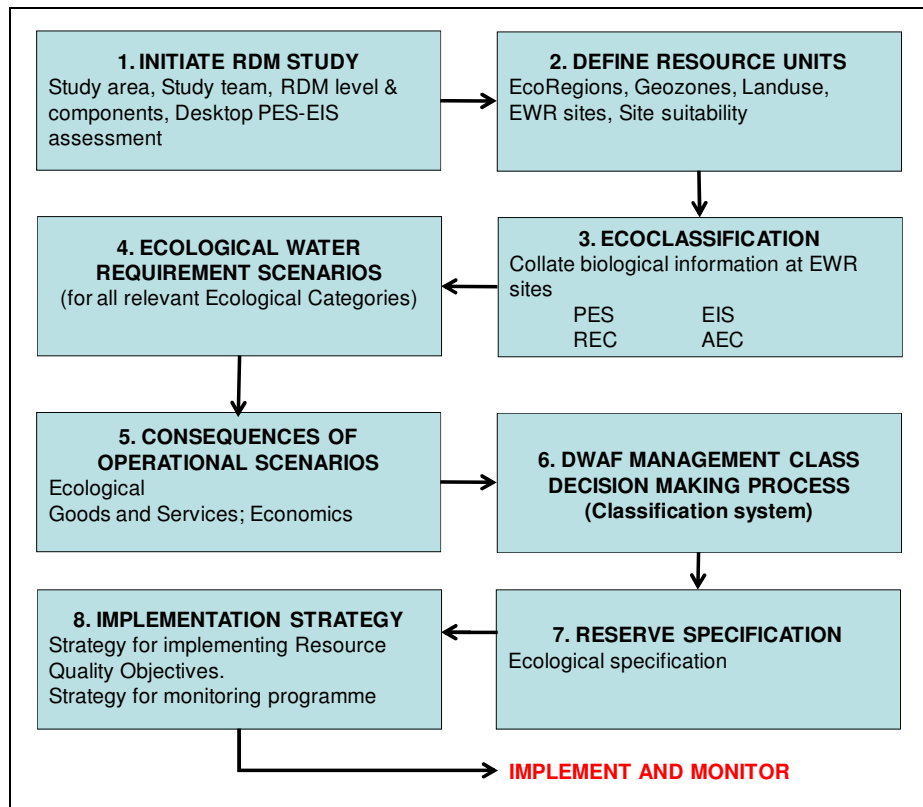 1. INITIATE RDM STUDY
Study area, Study team, RDM level &
components, Desktop PES-EIS
assessment
2. DEFINE RESOURCE UNITS
EcoRegions, Geozones, Landuse,
EWR sites, Site suitability
3. ECOCLASSIFICATION
Collate biological information at EWR
sites
PES EIS
REC AEC
4. ECOLOGICAL WATER
REQUIREMENT SCENARIOS
(for all relevant Ecological Categories)
5. CONSEQUENCES OF
OPERATIONAL SCENARIOS
Ecological
Goods and Services; Economics
6. DWAF MANAGEMENT CLASS
DECISION MAKING PROCESS
(Classification system)
7. RESERVE SPECIFICATION
Ecological specification
8. IMPLEMENTATION STRATEGY
Strategy for implementing Resource
Quality Objectives.
Strategy for monitoring programme
IMPLEMENT AND MONITOR